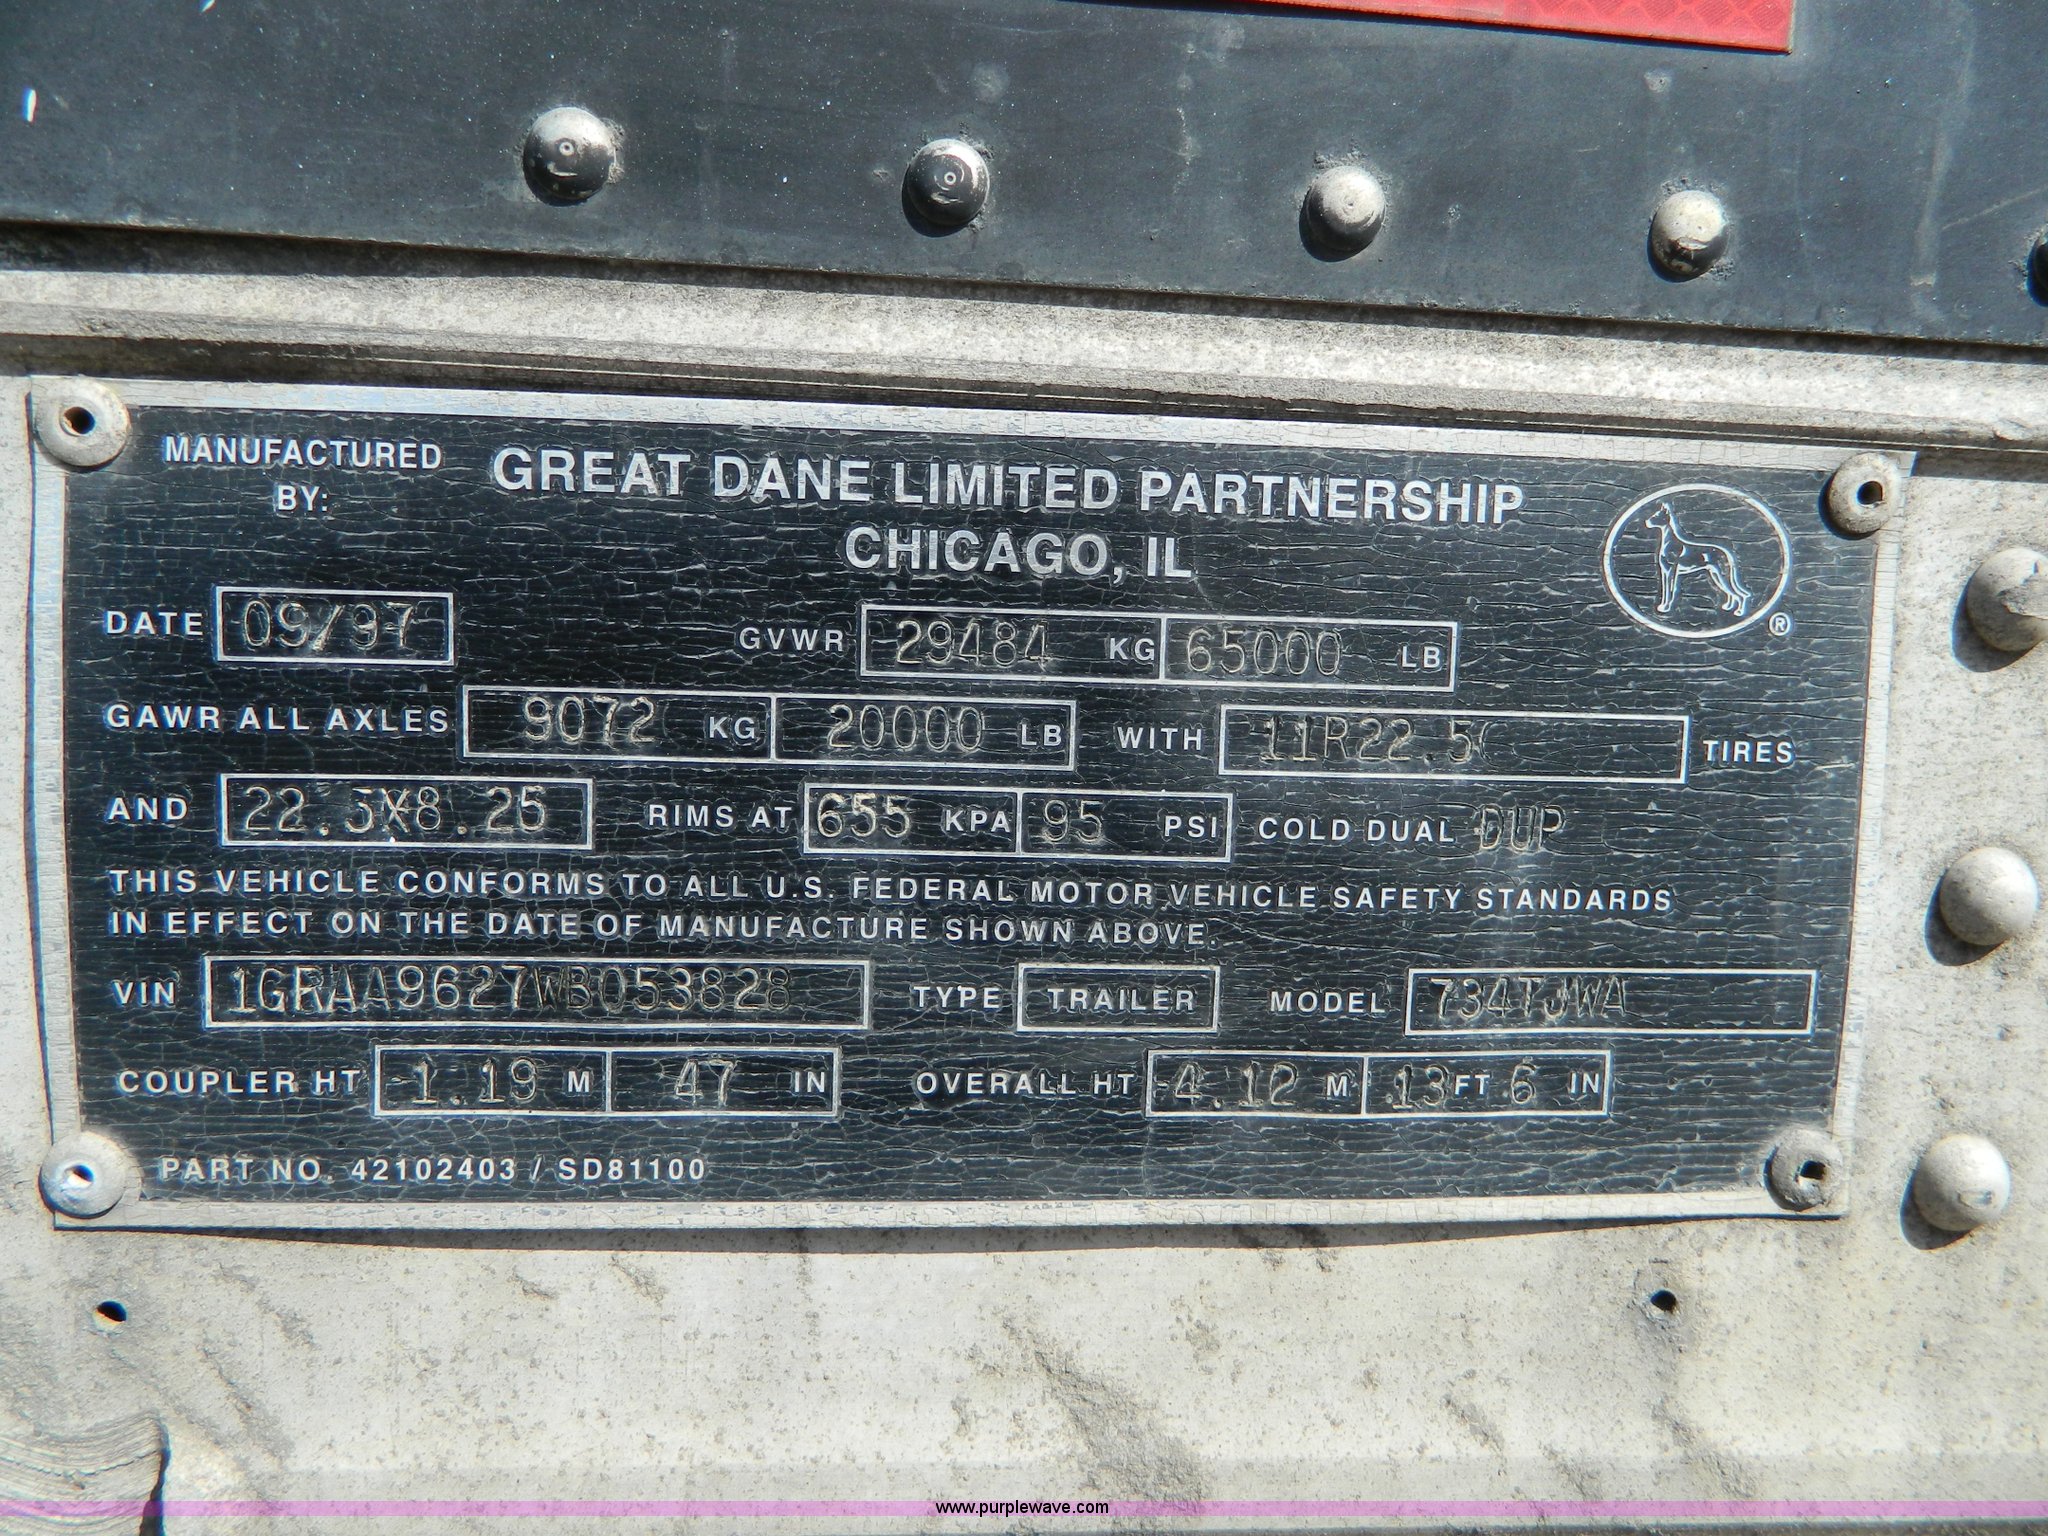 MANUFACTURED BY: GREAT DANE LIMITED PARTNERSHIP
CHICAGO, IL
®
DATE 09/97 GVWR 29484 KG 65000 LB
GAWR ALL AXLES 9072 KG 20000 LB WITH 11R22.5( TIRES
AND 22.5X8.25 RIMS AT 655 KPA 95 PSI COLD DUAL DUP
THIS VEHICLE CONFORMS TO ALL U.S. FEDERAL MOTOR VEHICLE SAFETY STANDARDS
IN EFFECT ON THE DATE OF MANUFACTURE SHOWN ABOVE.
VIN 1GRAA9627WB053828 TYPE TRAILER MODEL 734TJWA
COUPLER HT 1.19 M 47 IN OVERALL HT 4.12 M 13 FT 6 IN
PART NO. 42102403 / SD81100
www.purplewave.com